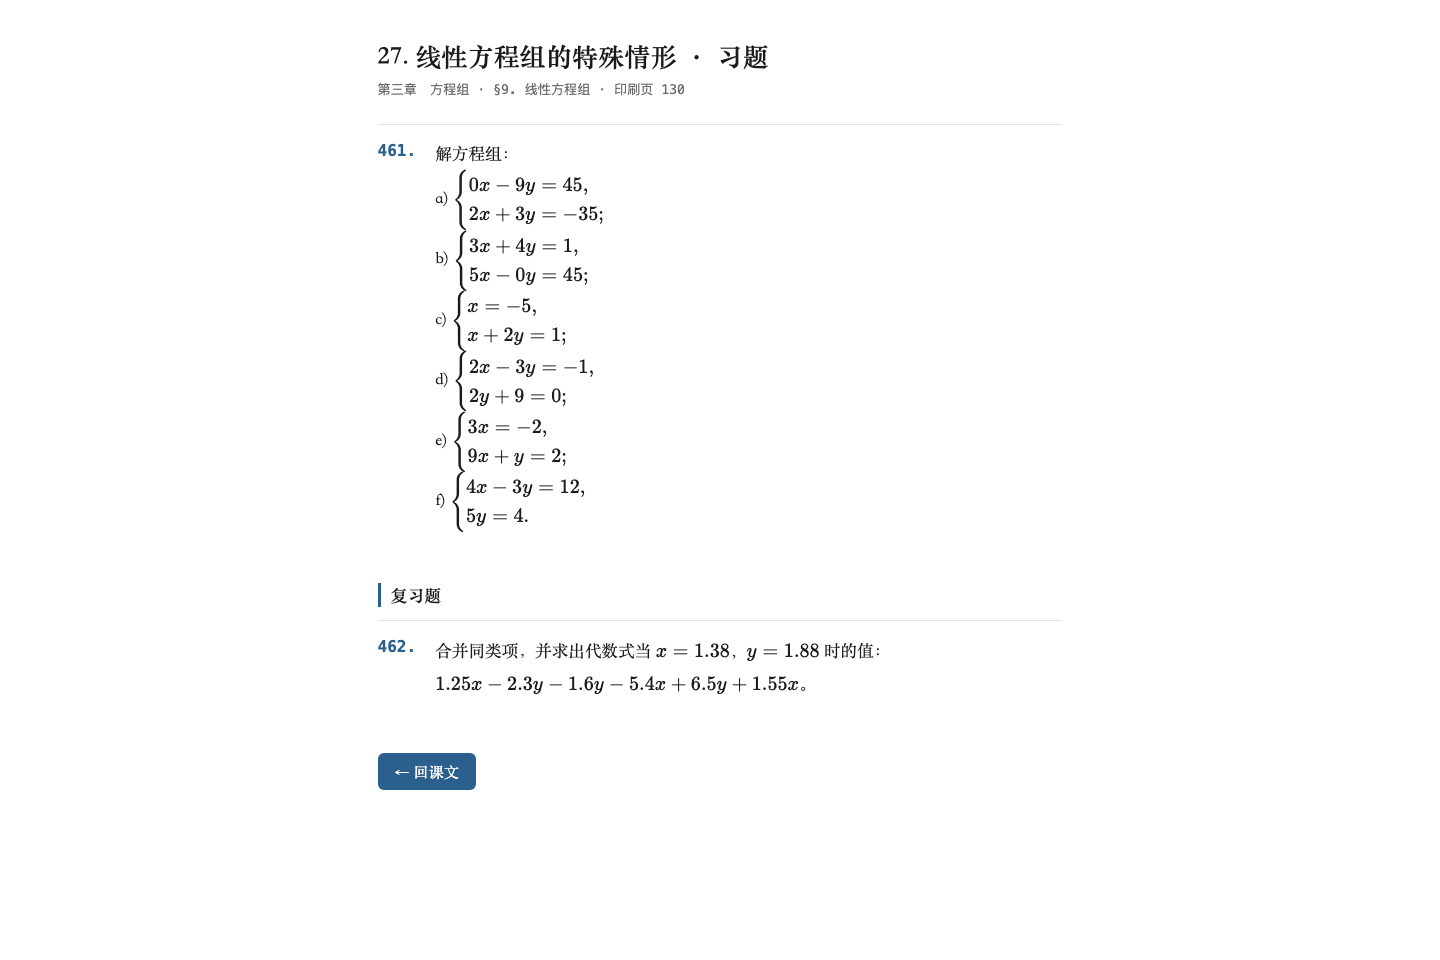 27. 线性方程组的特殊情形 · 习题
第三章 方程组 · §9. 线性方程组 · 印刷页 130
461. 解方程组：
a) { 0x − 9y = 45,
2x + 3y = −35;
b) { 3x + 4y = 1,
5x − 0y = 45;
c) { x = −5,
x + 2y = 1;
d) { 2x − 3y = −1,
2y + 9 = 0;
e) { 3x = −2,
9x + y = 2;
f) { 4x − 3y = 12,
5y = 4.
复习题
462. 合并同类项，并求出代数式当 x = 1.38，y = 1.88 时的值：
1.25x − 2.3y − 1.6y − 5.4x + 6.5y + 1.55x。
← 回课文